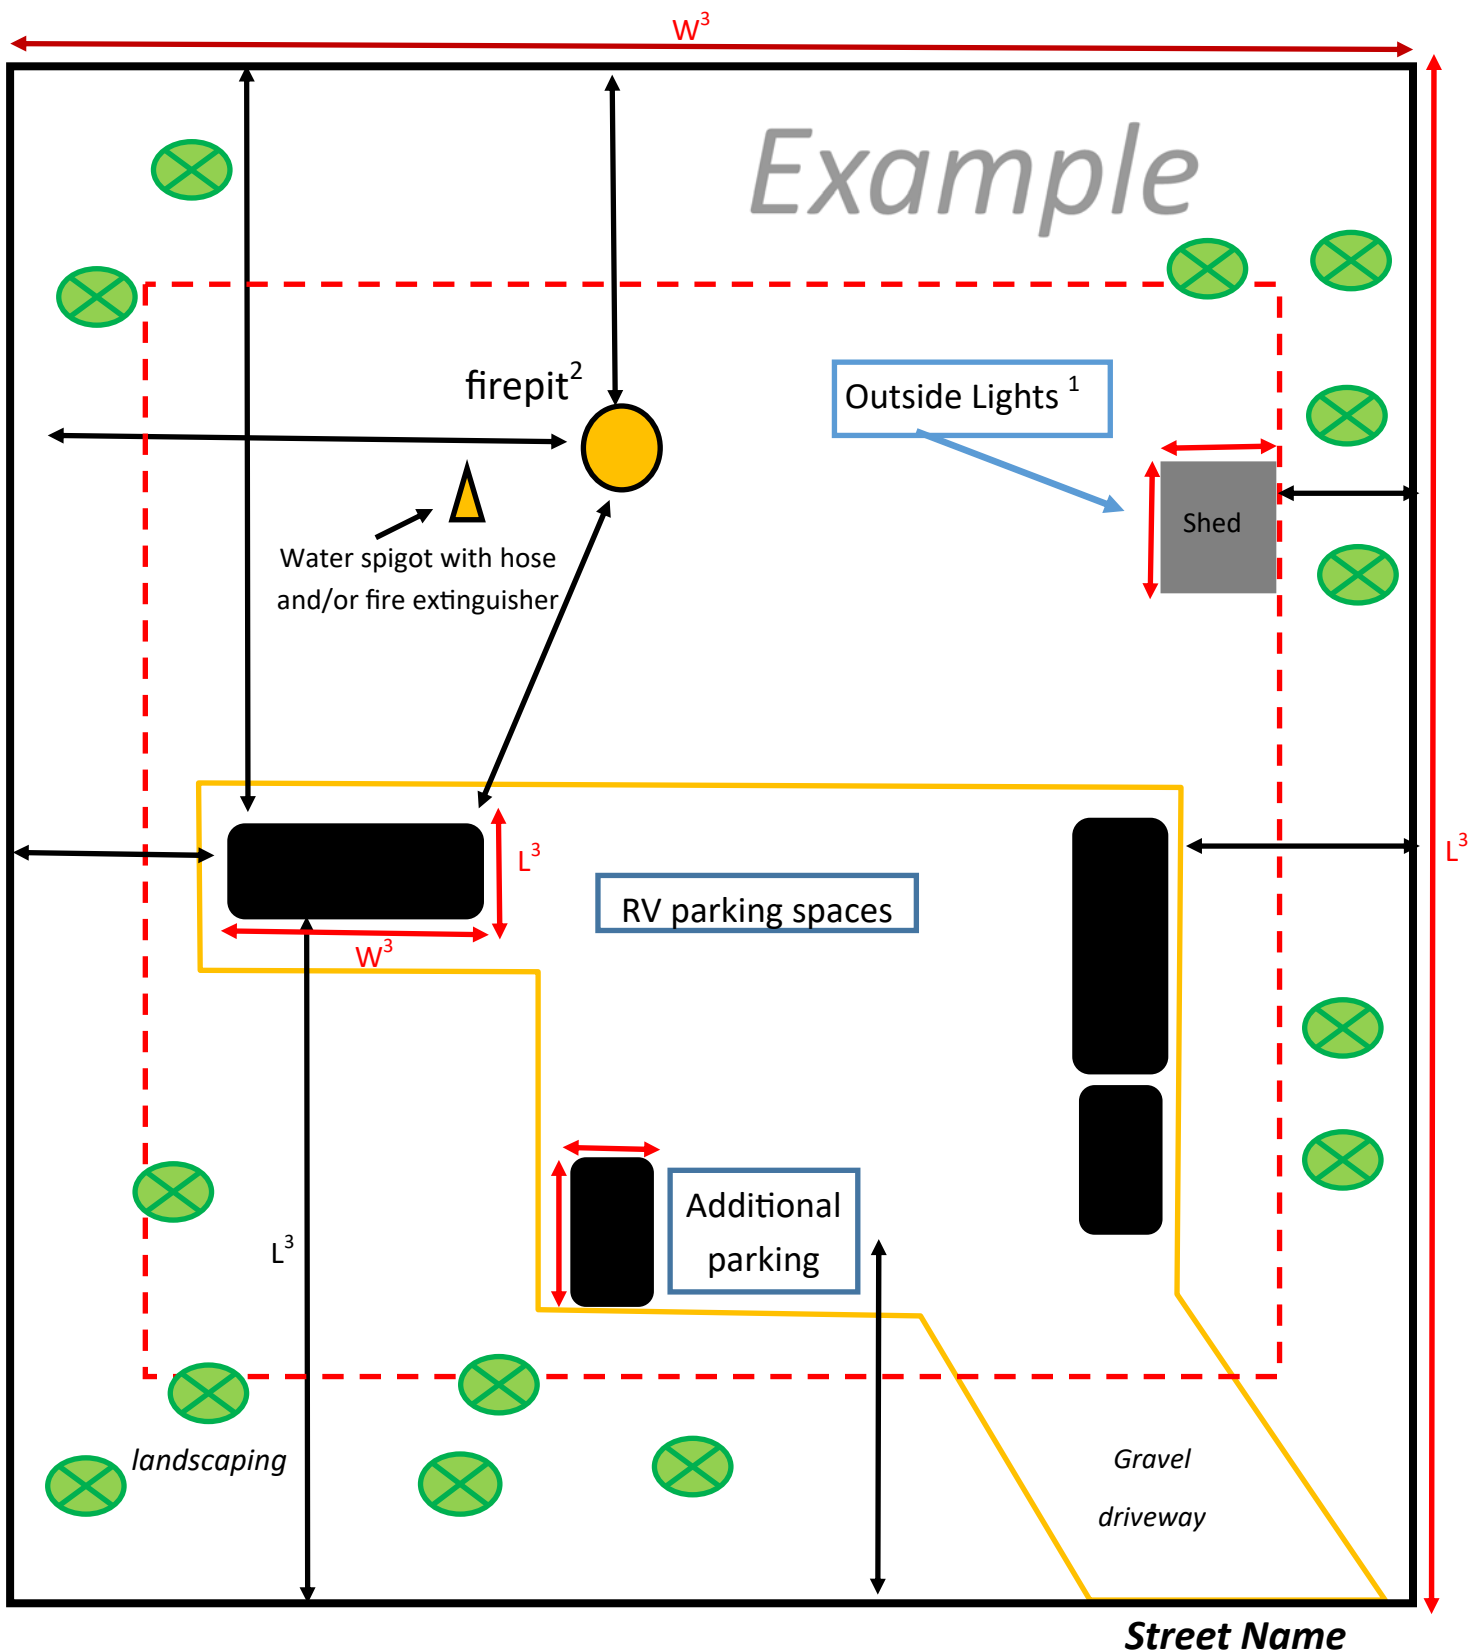 W³
Example
firepit²
Outside Lights ¹
Shed
Water spigot with hose
and/or fire extinguisher
L³
L³
RV parking spaces
W³
Additional
parking
L³
landscaping
Gravel
driveway
Street Name